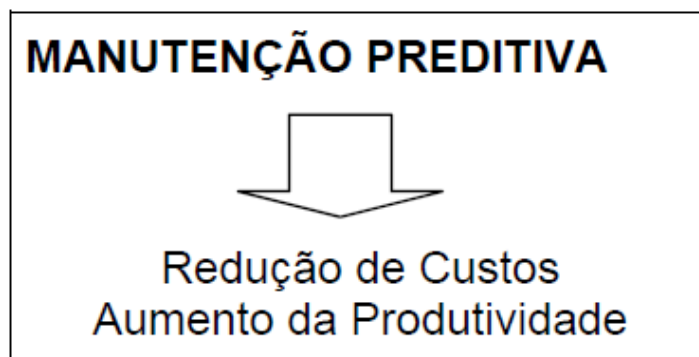 MANUTENÇÃO PREDITIVA
Redução de Custos
Aumento da Produtividade